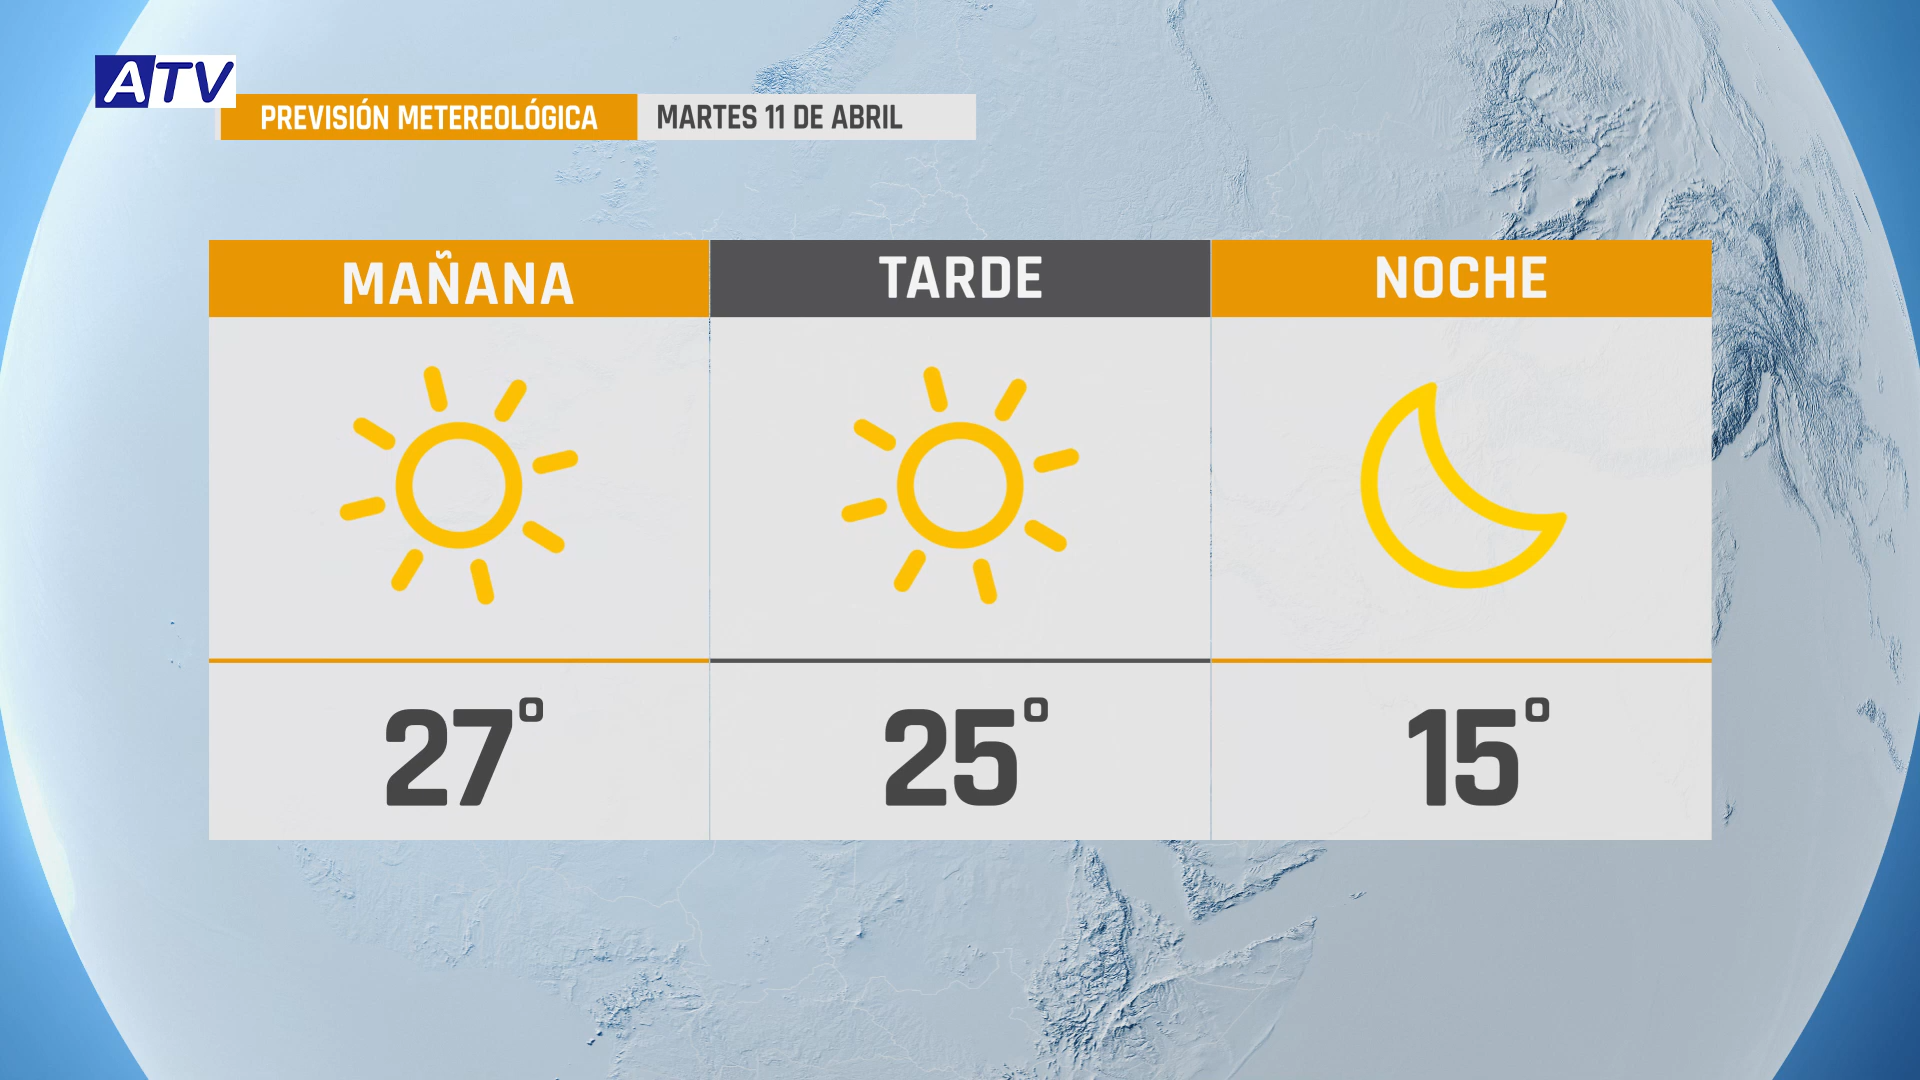 ATV
PREVISIÓN METEREOLÓGICA
MARTES 11 DE ABRIL
MAÑANA
TARDE
NOCHE
27°
25°
15°